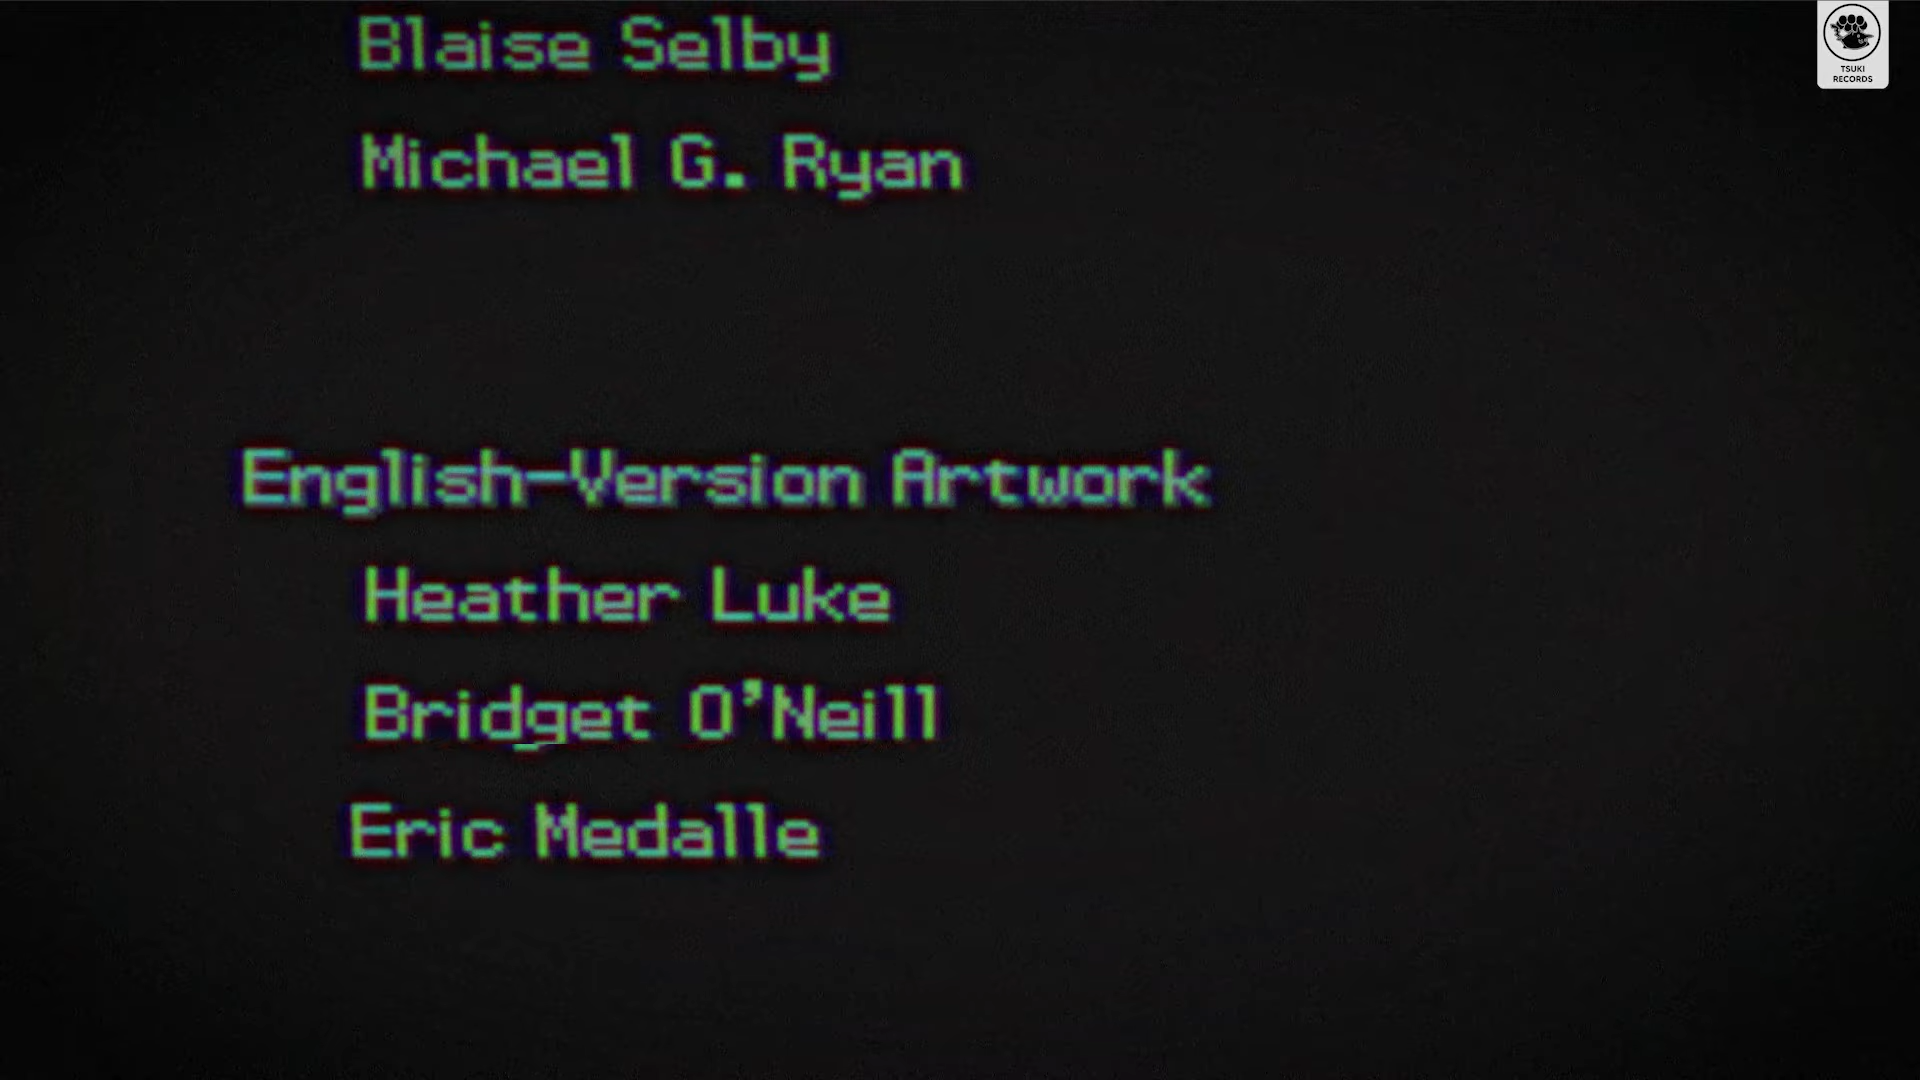 Blaise Selby
TSUKI
RECORDS
Michael G. Ryan
English-Version Artwork
Heather Luke
Bridget O'Neill
Eric Medalle